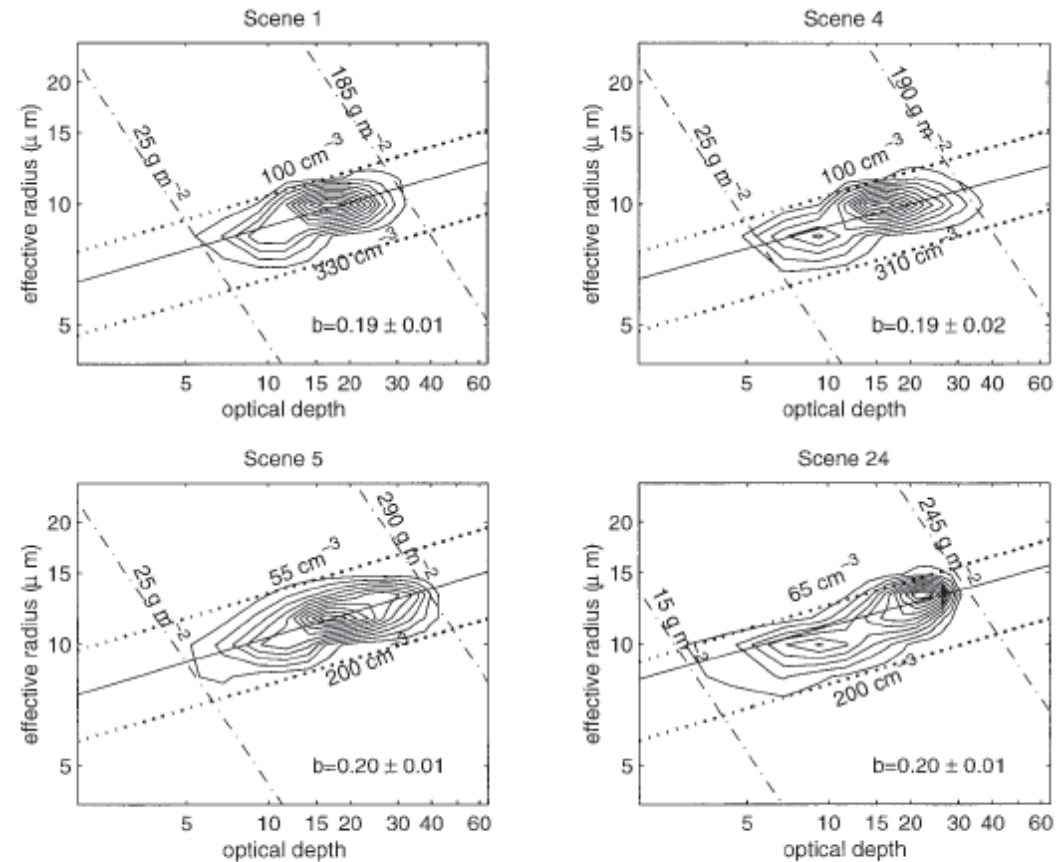 Scene 1
effective radius (μ m)
20
15
10
5
25 g m⁻²
185 g m⁻²
100 cm⁻³
330 cm⁻³
b=0.19 ± 0.01
5 10 15 20 30 40 60
optical depth
Scene 4
effective radius (μ m)
20
15
10
5
25 g m⁻²
190 g m⁻²
100 cm⁻³
310 cm⁻³
b=0.19 ± 0.02
5 10 15 20 30 40 60
optical depth
Scene 5
effective radius (μ m)
20
15
10
5
25 g m⁻²
290 g m⁻²
55 cm⁻³
200 cm⁻³
b=0.20 ± 0.01
5 10 15 20 30 40 60
optical depth
Scene 24
effective radius (μ m)
20
15
10
5
15 g m⁻²
245 g m⁻²
65 cm⁻³
200 cm⁻³
b=0.20 ± 0.01
5 10 15 20 30 40 60
optical depth